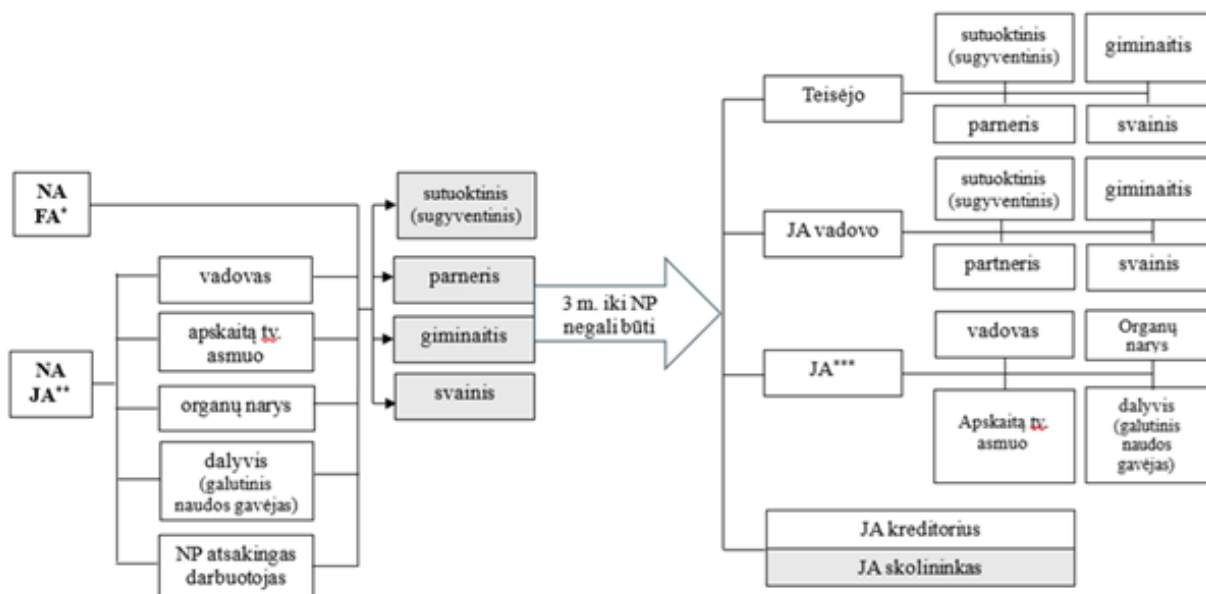 NA
FA*
NA
JA**
vadovas
apskaitą tv.
asmuo
organų narys
dalyvis
(galutinis
naudos gavėjas)
NP atsakingas
darbuotojas
sutuoktinis
(sugyventinis)
parneris
giminaitis
svainis
3 m. iki NP
negali būti
Teisėjo
sutuoktinis
(sugyventinis)
giminaitis
parneris
svainis
JA vadovo
sutuoktinis
(sugyventinis)
giminaitis
partneris
svainis
JA***
vadovas
Organų
narys
Apskaitą tv.
asmuo
dalyvis
(galutinis
naudos
gavėjas)
JA kreditorius
JA skolininkas